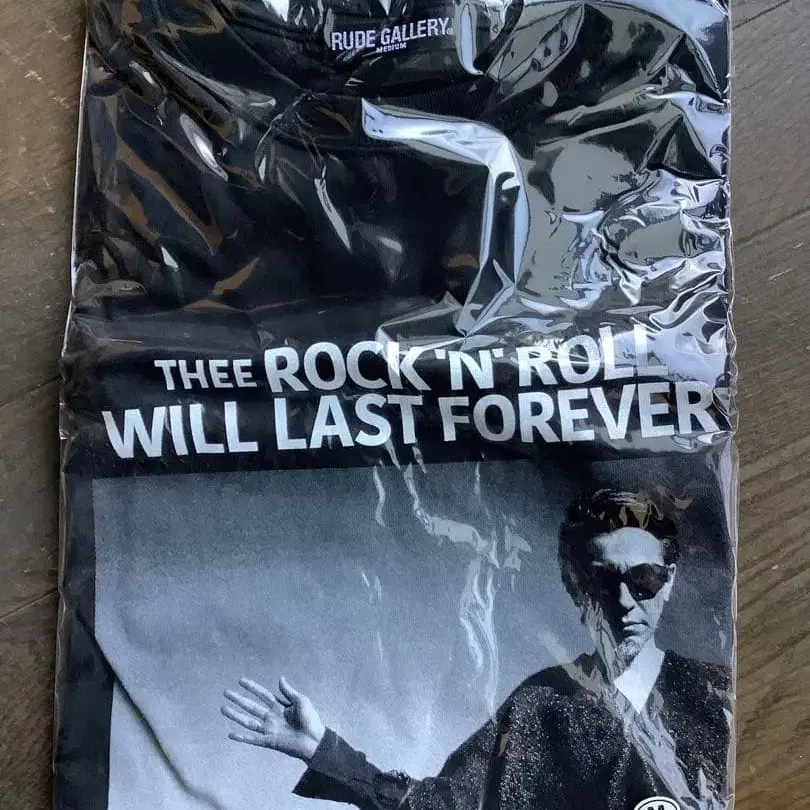 RUDE GALLERY®
MEDIUM
THEE ROCK 'N' ROLL
WILL LAST FOREVER